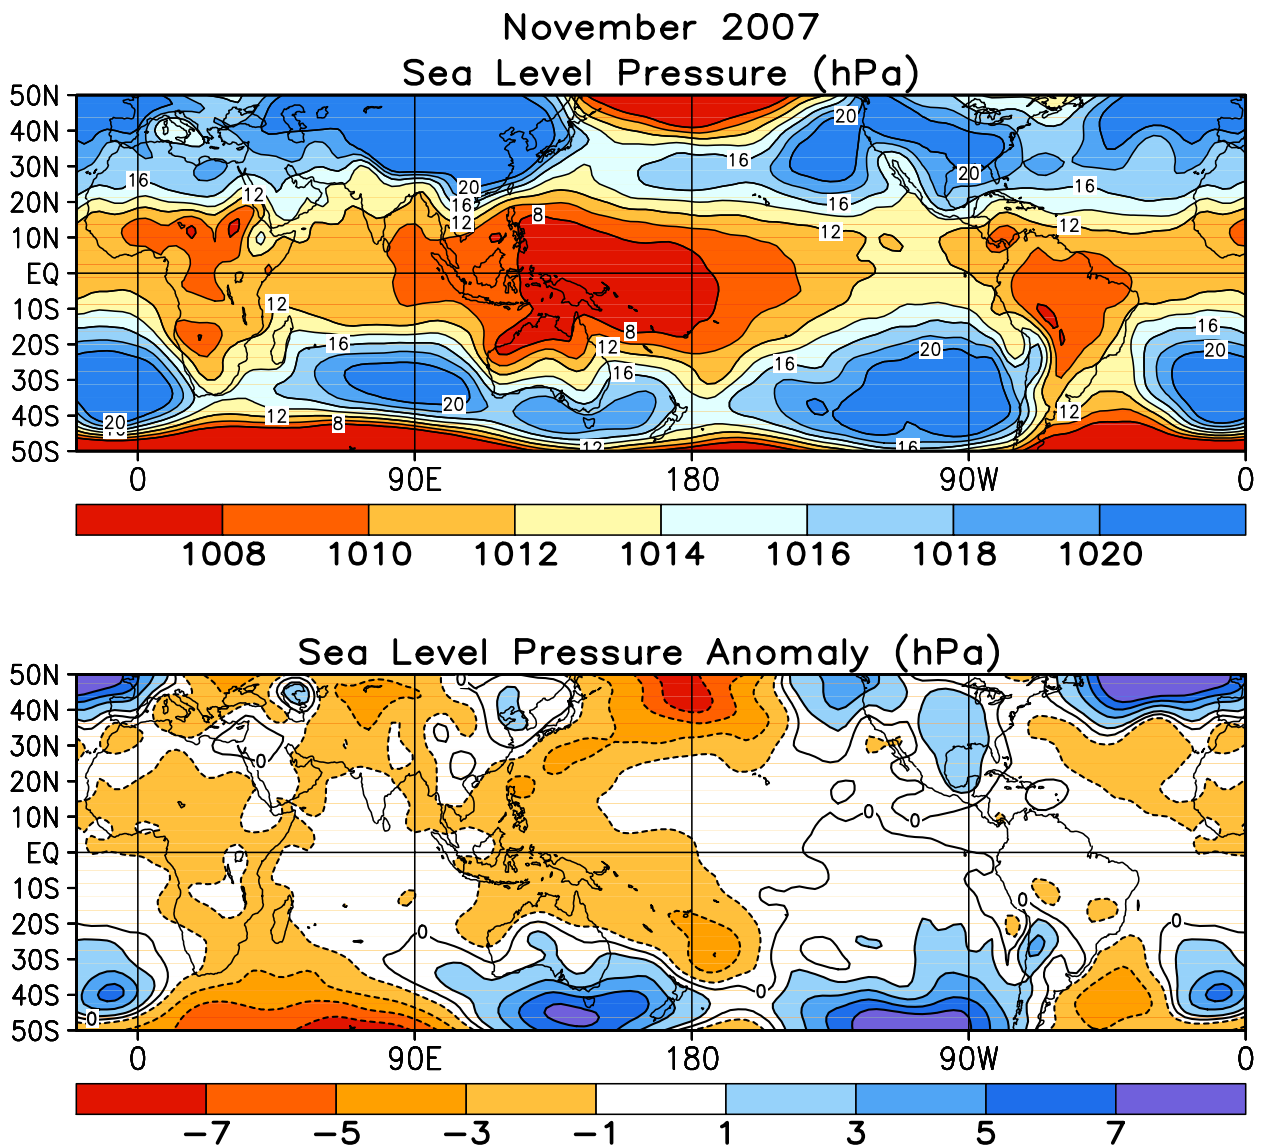 November 2007
Sea Level Pressure (hPa)
50N
40N
30N
20N
10N
EQ
10S
20S
30S
40S
50S
20
16
20
16
12
20
16
12
8
16
12
16
12
12
16
8
12
16
20
16
20
16
20
20
12
8
20
12
12
16
0 90E 180 90W 0
1008 1010 1012 1014 1016 1018 1020
Sea Level Pressure Anomaly (hPa)
50N
40N
30N
20N
10N
EQ
10S
20S
30S
40S
50S
0
0
0
0
0
0
0
0
0
0 90E 180 90W 0
−7 −5 −3 −1 1 3 5 7